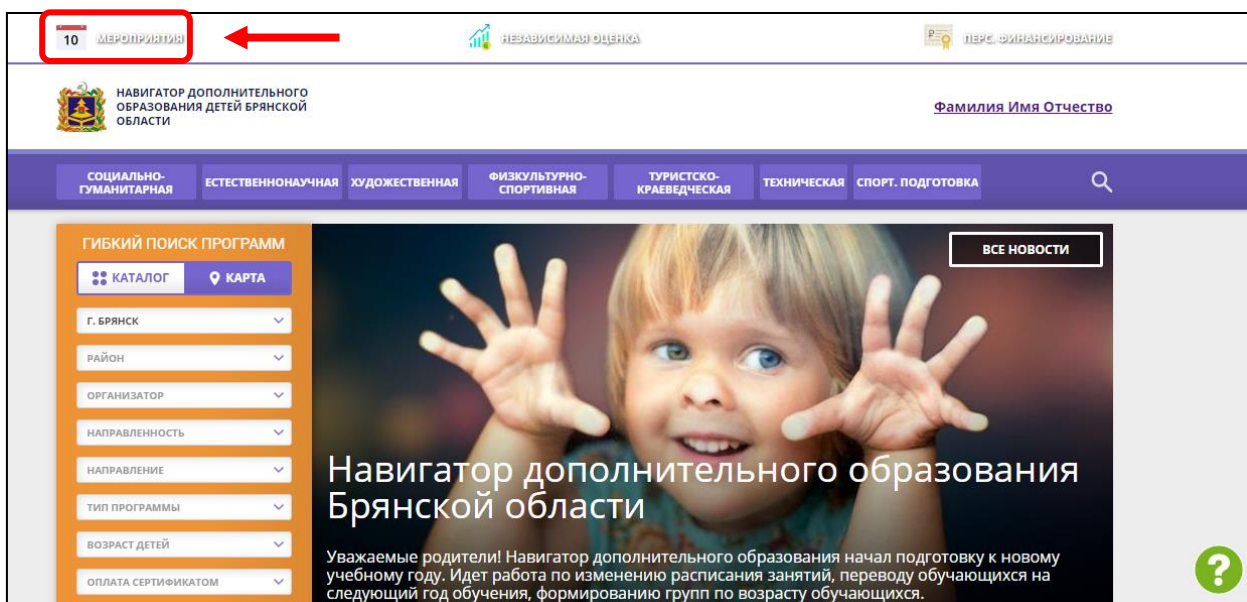 10 МЕРОПРИЯТИЯ
НЕЗАВИСИМАЯ ОЦЕНКА
ПЕРС. ФИНАНСИРОВАНИЕ
НАВИГАТОР ДОПОЛНИТЕЛЬНОГО
ОБРАЗОВАНИЯ ДЕТЕЙ БРЯНСКОЙ
ОБЛАСТИ
Фамилия Имя Отчество
СОЦИАЛЬНО-
ГУМАНИТАРНАЯ
ЕСТЕСТВЕННОНАУЧНАЯ
ХУДОЖЕСТВЕННАЯ
ФИЗКУЛЬТУРНО-
СПОРТИВНАЯ
ТУРИСТСКО-
КРАЕВЕДЧЕСКАЯ
ТЕХНИЧЕСКАЯ
СПОРТ. ПОДГОТОВКА
ГИБКИЙ ПОИСК ПРОГРАММ
КАТАЛОГ
КАРТА
Г. БРЯНСК
РАЙОН
ОРГАНИЗАТОР
НАПРАВЛЕННОСТЬ
НАПРАВЛЕНИЕ
ТИП ПРОГРАММЫ
ВОЗРАСТ ДЕТЕЙ
ОПЛАТА СЕРТИФИКАТОМ
ВСЕ НОВОСТИ
Навигатор дополнительного образования
Брянской области
Уважаемые родители! Навигатор дополнительного образования начал подготовку к новому
учебному году. Идет работа по изменению расписания занятий, переводу обучающихся на
следующий год обучения, формированию групп по возрасту обучающихся.
?